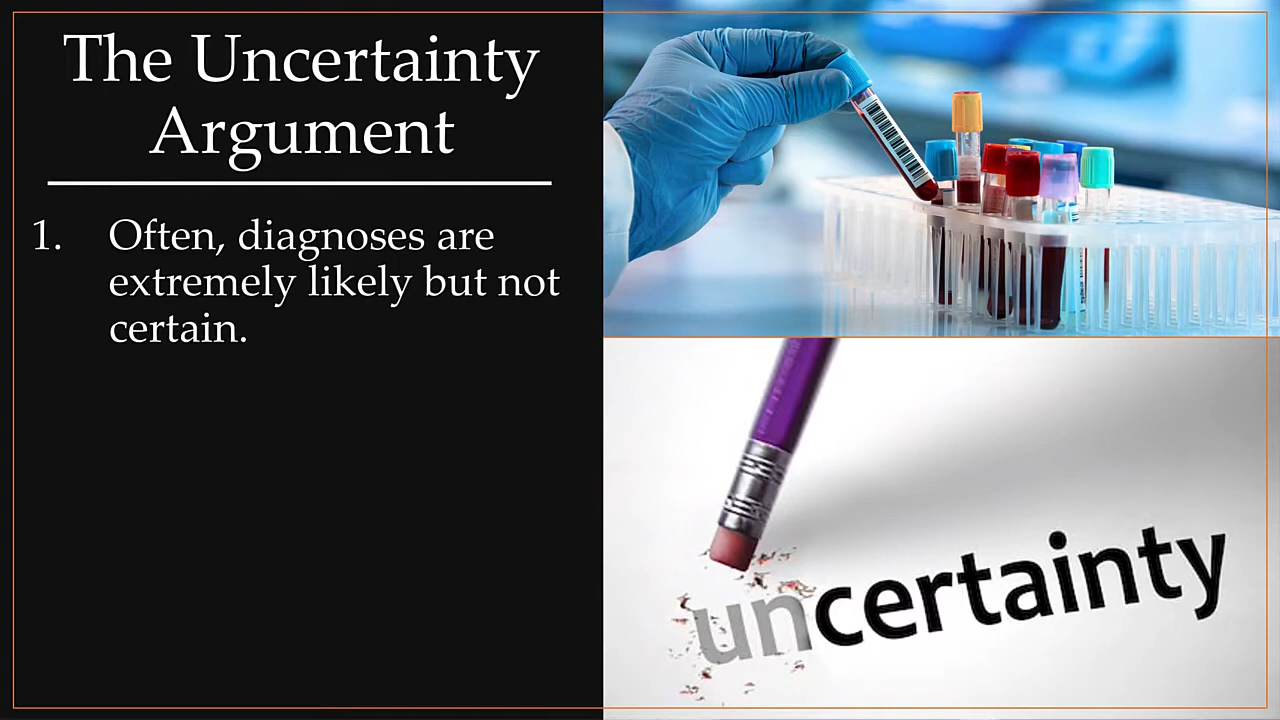 The Uncertainty
Argument
1. Often, diagnoses are
extremely likely but not
certain.
uncertainty